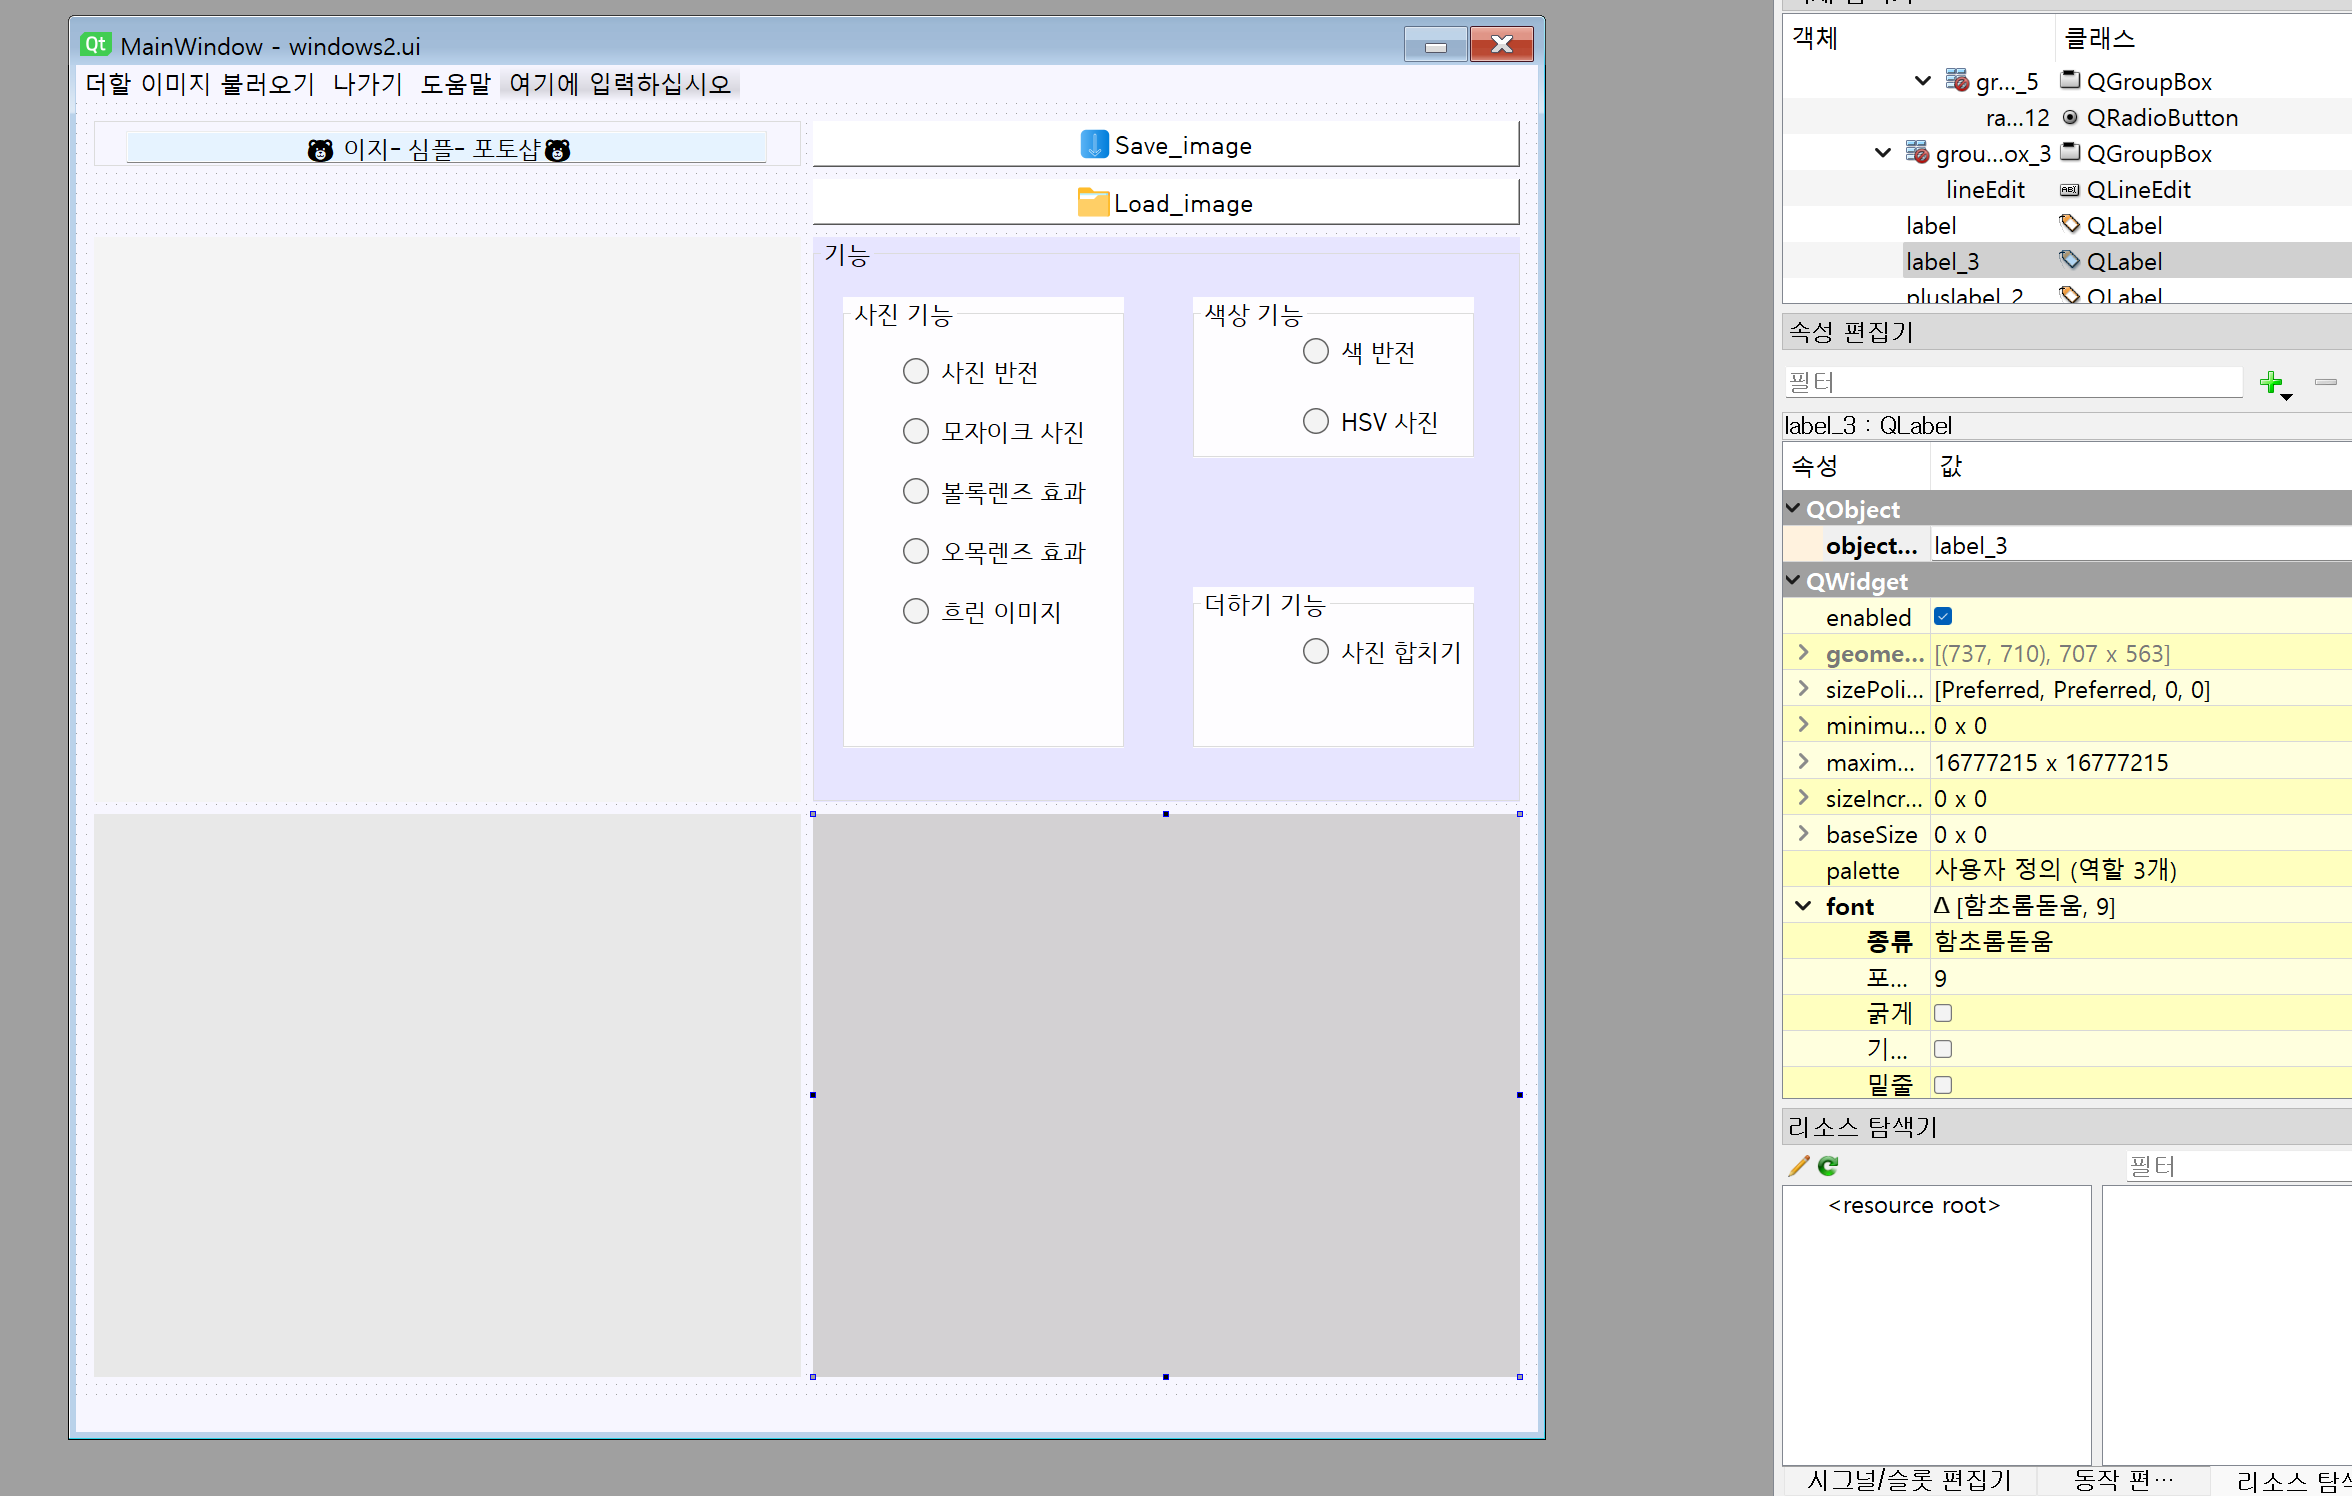 MainWindow - windows2.ui
더할 이미지 불러오기 나가기 도움말 여기에 입력하십시오
이지- 심플- 포토샵
Save_image
Load_image
기능
사진 기능
사진 반전
모자이크 사진
볼록렌즈 효과
오목렌즈 효과
흐린 이미지
색상 기능
색 반전
HSV 사진
더하기 기능
사진 합치기
객체 클래스
gr..._5 QGroupBox
ra...12 QRadioButton
grou...ox_3 QGroupBox
lineEdit QLineEdit
label QLabel
label_3 QLabel
pluslabel_2 QLabel
속성 편집기
필터
label_3 : QLabel
속성 값
QObject
object... label_3
QWidget
enabled
geome... [(737, 710), 707 x 563]
sizePoli... [Preferred, Preferred, 0, 0]
minimu... 0 x 0
maxim... 16777215 x 16777215
sizeIncr... 0 x 0
baseSize 0 x 0
palette 사용자 정의 (역할 3개)
font [함초롬돋움, 9]
종류 함초롬돋움
포... 9
굵게
기...
밑줄
리소스 탐색기
필터
<resource root>
시그널/슬롯 편집기 동작 편... 리소스 탐색